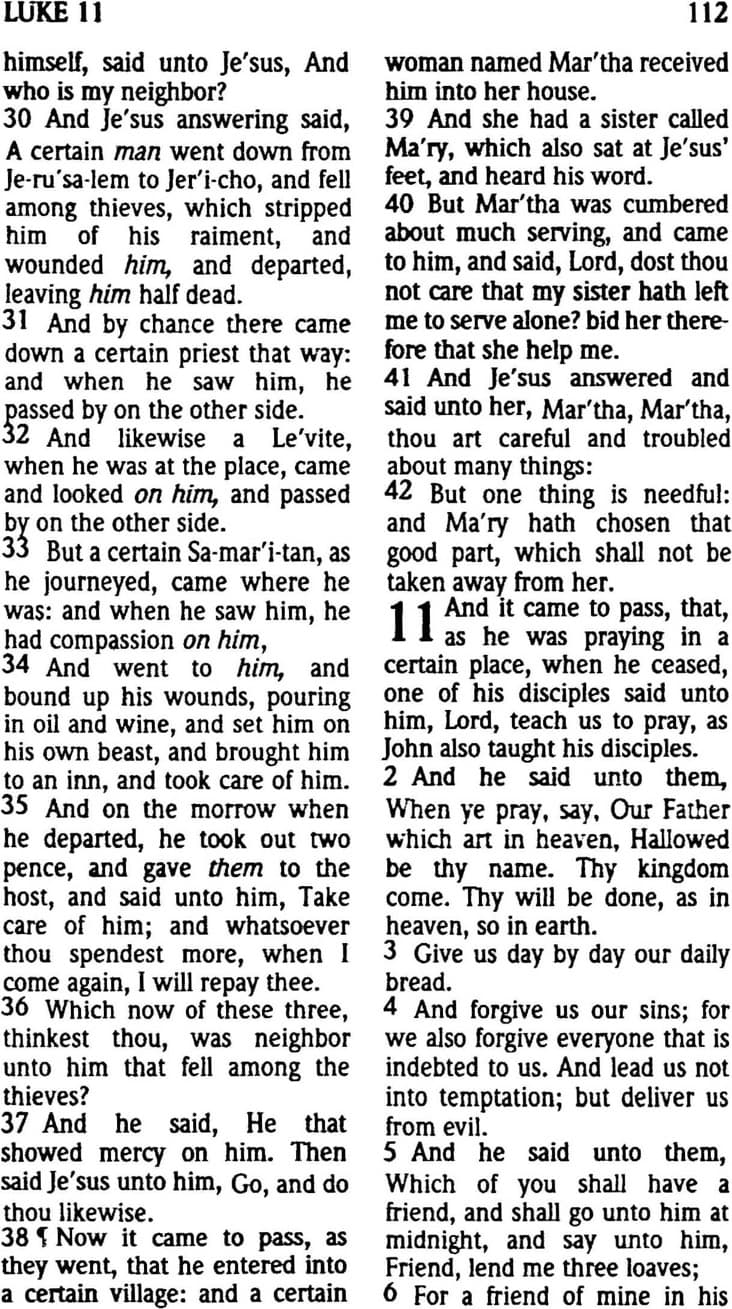 LUKE 11
112
himself, said unto Je′sus, And
who is my neighbor?
30 And Je′sus answering said,
A certain man went down from
Je-ru′sa-lem to Jer′i-cho, and fell
among thieves, which stripped
him of his raiment, and
wounded him, and departed,
leaving him half dead.
31 And by chance there came
down a certain priest that way:
and when he saw him, he
passed by on the other side.
32 And likewise a Le′vite,
when he was at the place, came
and looked on him, and passed
by on the other side.
33 But a certain Sa-mar′i-tan, as
he journeyed, came where he
was: and when he saw him, he
had compassion on him,
34 And went to him, and
bound up his wounds, pouring
in oil and wine, and set him on
his own beast, and brought him
to an inn, and took care of him.
35 And on the morrow when
he departed, he took out two
pence, and gave them to the
host, and said unto him, Take
care of him; and whatsoever
thou spendest more, when I
come again, I will repay thee.
36 Which now of these three,
thinkest thou, was neighbor
unto him that fell among the
thieves?
37 And he said, He that
showed mercy on him. Then
said Je′sus unto him, Go, and do
thou likewise.
38 ¶ Now it came to pass, as
they went, that he entered into
a certain village: and a certain
woman named Mar′tha received
him into her house.
39 And she had a sister called
Ma′ry, which also sat at Je′sus’
feet, and heard his word.
40 But Mar′tha was cumbered
about much serving, and came
to him, and said, Lord, dost thou
not care that my sister hath left
me to serve alone? bid her there-
fore that she help me.
41 And Je′sus answered and
said unto her, Mar′tha, Mar′tha,
thou art careful and troubled
about many things:
42 But one thing is needful:
and Ma′ry hath chosen that
good part, which shall not be
taken away from her.
11 And it came to pass, that,
as he was praying in a
certain place, when he ceased,
one of his disciples said unto
him, Lord, teach us to pray, as
John also taught his disciples.
2 And he said unto them,
When ye pray, say, Our Father
which art in heaven, Hallowed
be thy name. Thy kingdom
come. Thy will be done, as in
heaven, so in earth.
3 Give us day by day our daily
bread.
4 And forgive us our sins; for
we also forgive everyone that is
indebted to us. And lead us not
into temptation; but deliver us
from evil.
5 And he said unto them,
Which of you shall have a
friend, and shall go unto him at
midnight, and say unto him,
Friend, lend me three loaves;
6 For a friend of mine in his